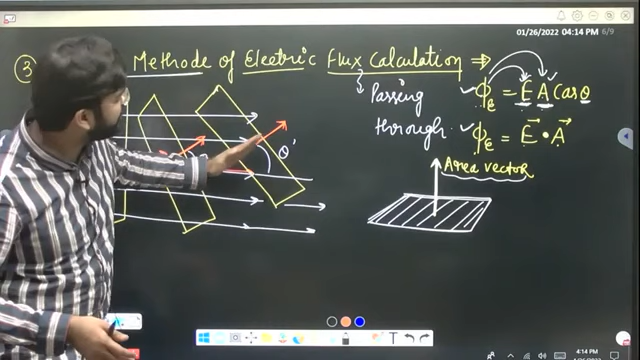 01/26/2022 04:14 PM 6/9
③ Methode of Electric Flux Calculation ⇒
Passing through
ϕe = E A Cos θ
ϕe = E⃗ • A⃗
θ'
Area vector
T
4:14 PM